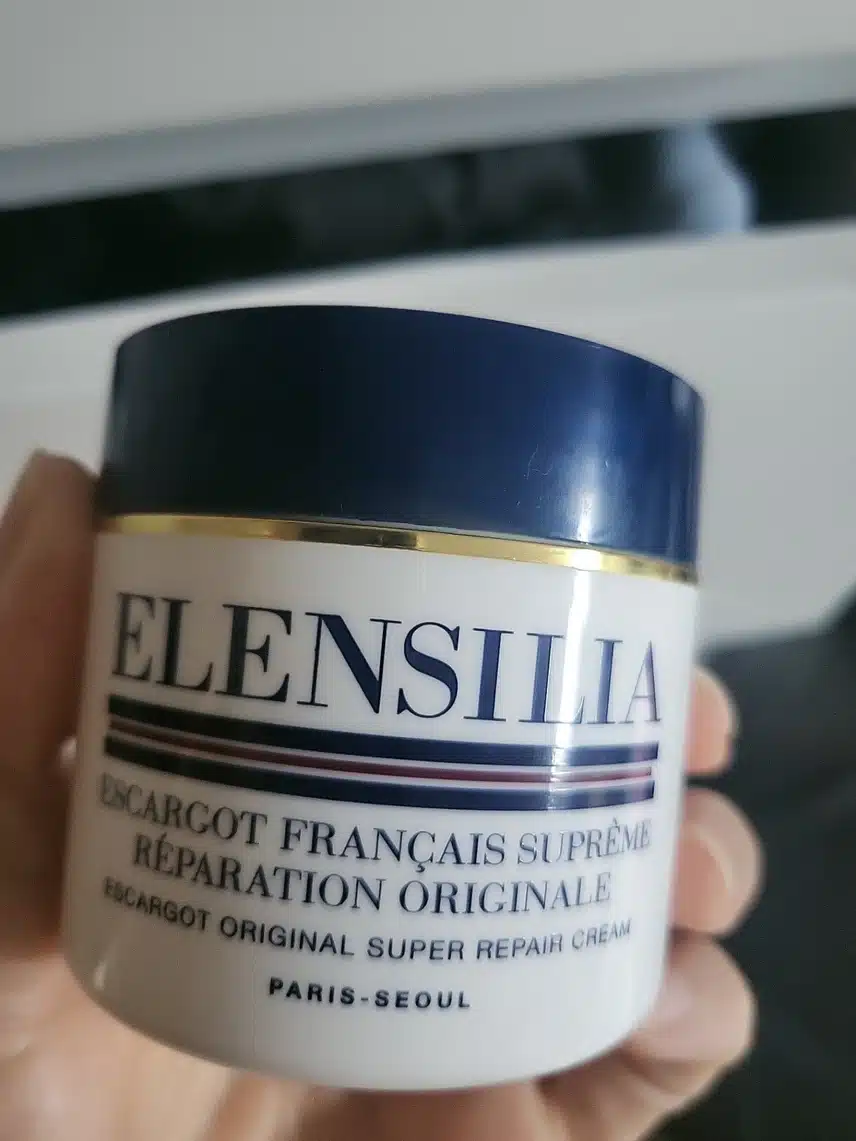 ELENSILIA
ESCARGOT FRANÇAIS SUPRÊME
RÉPARATION ORIGINALE
ESCARGOT ORIGINAL SUPER REPAIR CREAM
PARIS-SEOUL